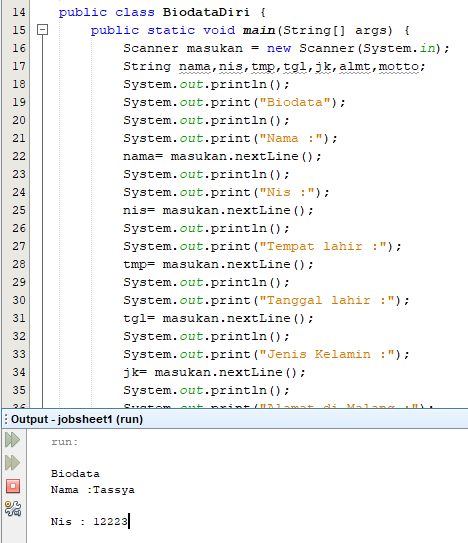 14 public class BiodataDiri {
15 public static void main(String[] args) {
16 Scanner masukan = new Scanner(System.in);
17 String nama,nis,tmp,tgl,jk,almt,motto;
18 System.out.println();
19 System.out.print("Biodata");
20 System.out.println();
21 System.out.print("Nama :");
22 nama= masukan.nextLine();
23 System.out.println();
24 System.out.print("Nis :");
25 nis= masukan.nextLine();
26 System.out.println();
27 System.out.print("Tempat lahir :");
28 tmp= masukan.nextLine();
29 System.out.println();
30 System.out.print("Tanggal lahir :");
31 tgl= masukan.nextLine();
32 System.out.println();
33 System.out.print("Jenis Kelamin :");
34 jk= masukan.nextLine();
35 System.out.println();
36 System.out.print("Alamat di Malang :");
Output - jobsheet1 (run)
run:
Biodata
Nama :Tassya
Nis : 12223